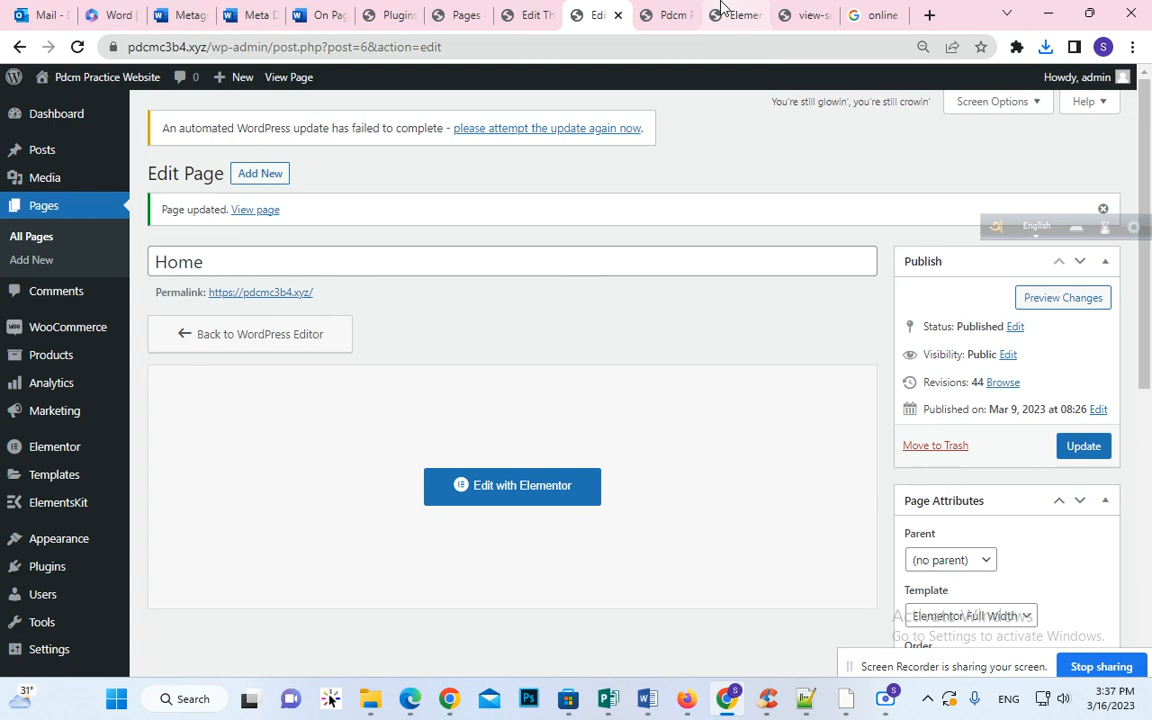 Mail - D
Word
Metag
Meta D
On Pa
Plugins
Pages
Edit Th
Edi
Pdcm P
Elemen
view-so
online
pdcmc3b4.xyz/wp-admin/post.php?post=6&action=edit
S
Pdcm Practice Website
0
New
View Page
Howdy, admin
Dashboard
Posts
Media
Pages
All Pages
Add New
Comments
WooCommerce
Products
Analytics
Marketing
Elementor
Templates
ElementsKit
Appearance
Plugins
Users
Tools
Settings
You're still glowin', you're still crowin'
Screen Options
Help
An automated WordPress update has failed to complete - please attempt the update again now.
Edit Page
Add New
Page updated. View page
English
Home
Permalink: https://pdcmc3b4.xyz/
Back to WordPress Editor
Edit with Elementor
Publish
Preview Changes
Status: Published Edit
Visibility: Public Edit
Revisions: 44 Browse
Published on: Mar 9, 2023 at 08:26 Edit
Move to Trash
Update
Page Attributes
Parent
(no parent)
Template
Elementor Full Width
Order
Activate Windows
Go to Settings to activate Windows.
Screen Recorder is sharing your screen.
Stop sharing
31°
Search
ENG
3:37 PM
3/16/2023